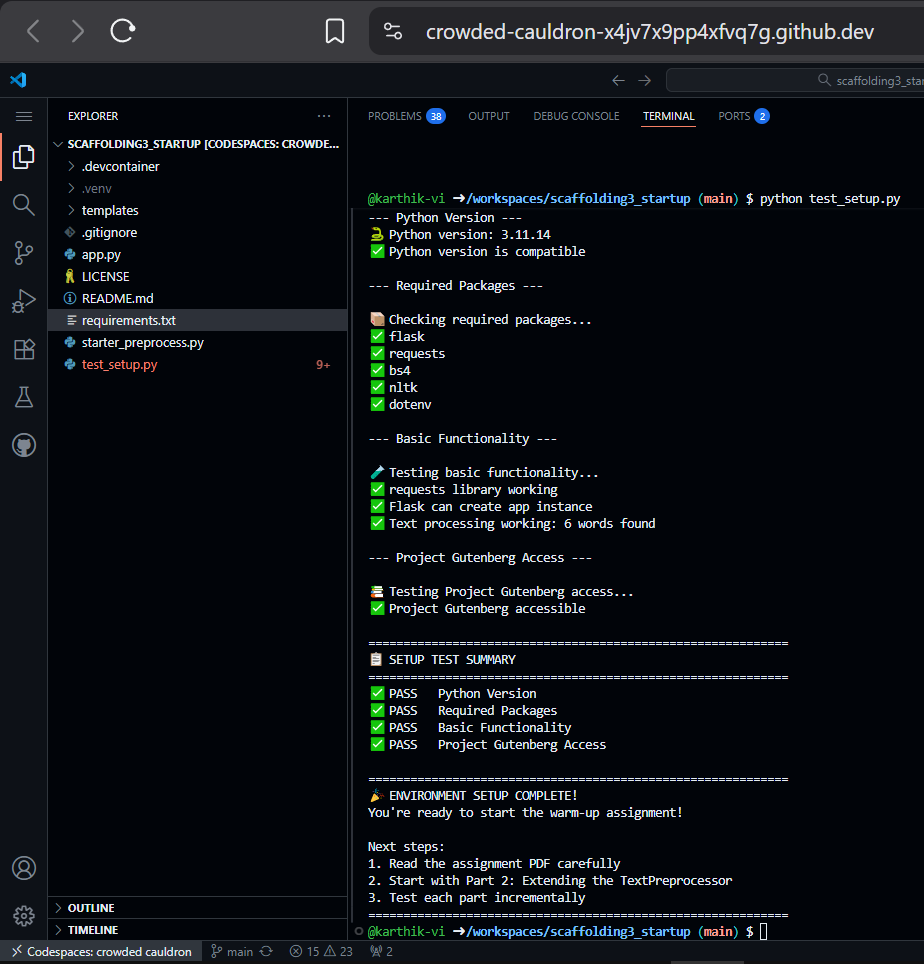 crowded-cauldron-x4jv7x9pp4xfvq7g.github.dev
scaffolding3_star
EXPLORER
SCAFFOLDING3_STARTUP [CODESPACES: CROWDE...
.devcontainer
.venv
templates
.gitignore
app.py
LICENSE
README.md
requirements.txt
starter_preprocess.py
test_setup.py 9+
OUTLINE
TIMELINE
PROBLEMS 38 OUTPUT DEBUG CONSOLE TERMINAL PORTS 2
@karthik-vi ➜/workspaces/scaffolding3_startup (main) $ python test_setup.py
--- Python Version ---
🐍 Python version: 3.11.14
✅ Python version is compatible
--- Required Packages ---
📦 Checking required packages...
✅ flask
✅ requests
✅ bs4
✅ nltk
✅ dotenv
--- Basic Functionality ---
🧪 Testing basic functionality...
✅ requests library working
✅ Flask can create app instance
✅ Text processing working: 6 words found
--- Project Gutenberg Access ---
📚 Testing Project Gutenberg access...
✅ Project Gutenberg accessible
============================================================
📋 SETUP TEST SUMMARY
============================================================
✅ PASS Python Version
✅ PASS Required Packages
✅ PASS Basic Functionality
✅ PASS Project Gutenberg Access
============================================================
🎉 ENVIRONMENT SETUP COMPLETE!
You're ready to start the warm-up assignment!
Next steps:
1. Read the assignment PDF carefully
2. Start with Part 2: Extending the TextPreprocessor
3. Test each part incrementally
============================================================
@karthik-vi ➜/workspaces/scaffolding3_startup (main) $
Codespaces: crowded cauldron main 15 23 2